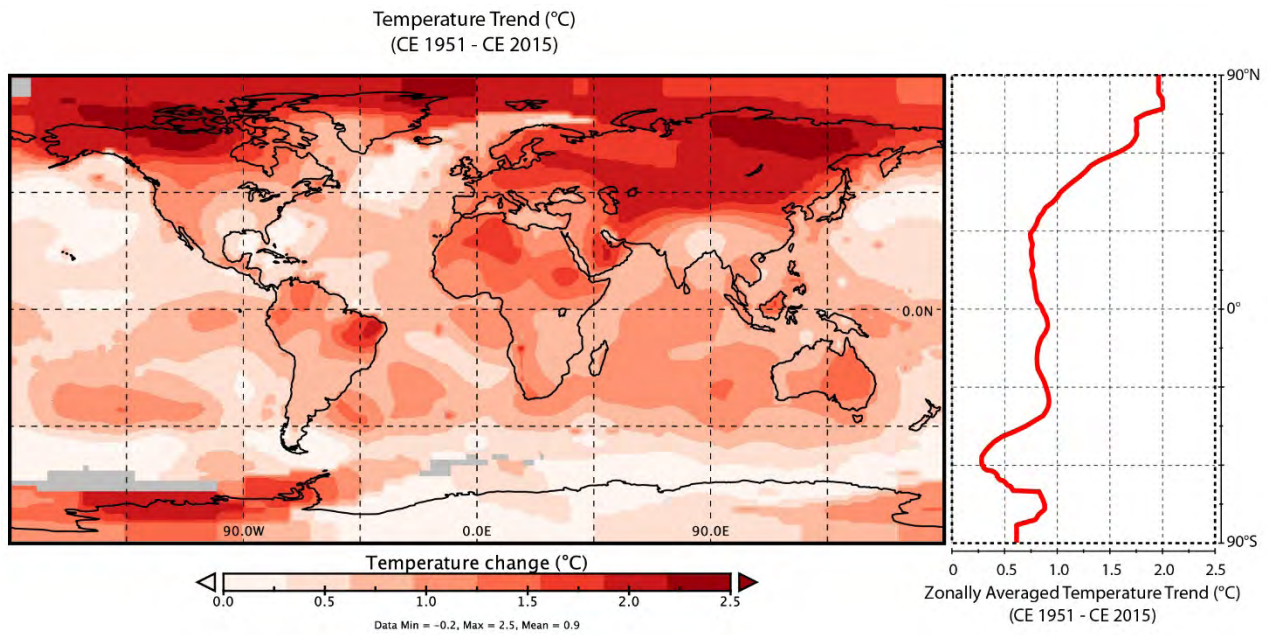 Temperature Trend (°C)
(CE 1951 - CE 2015)
90°N
0.0N
0°
90.W
0.0E
90.0E
90°S
Temperature change (°C)
0.0 0.5 1.0 1.5 2.0 2.5
Data Min = -0.2, Max = 2.5, Mean = 0.9
0 0.5 1.0 1.5 2.0 2.5
Zonally Averaged Temperature Trend (°C)
(CE 1951 - CE 2015)